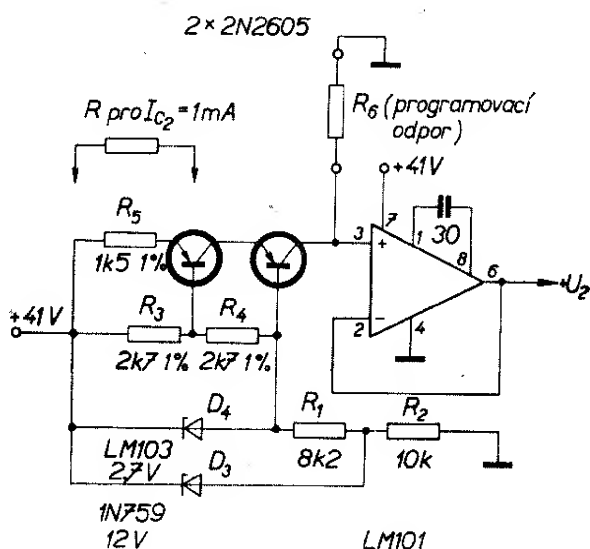 2 × 2N2605
R pro I_C2 = 1mA
R6 (programovací
odpor)
+41V
R5
1k5 1%
3
+
7
1
30
8
6
+U2
2
−
4
R3
R4
+41V
2k7 1%
2k7 1%
D4
R1
R2
LM103
2,7V
D3
8k2
10k
1N759
12V
LM101